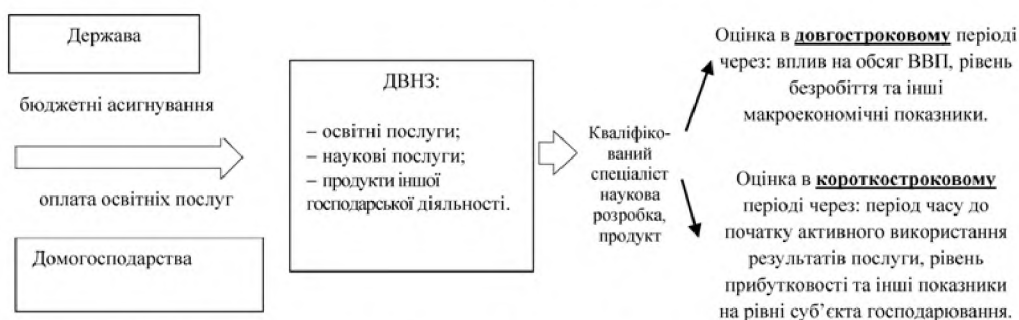 Держава
бюджетні асигнування
оплата освітніх послуг
Домогосподарства
ДВНЗ:
– освітні послуги;
– наукові послуги;
– продукти іншої
господарської діяльності.
Кваліфіко-
ваний
спеціаліст
наукова
розробка,
продукт
Оцінка в довгостроковому періоді
через: вплив на обсяг ВВП, рівень
безробіття та інші
макроекономічні показники.
Оцінка в короткостроковому
періоді через: період часу до
початку активного використання
результатів послуги, рівень
прибутковості та інші показники
на рівні суб’єкта господарювання.